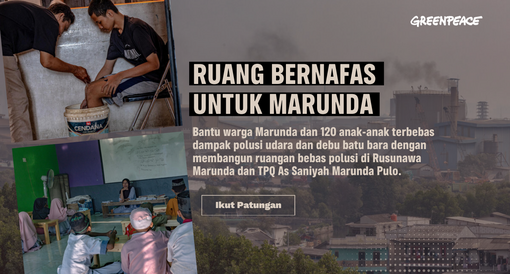 GREENPEACE
RUANG BERNAFAS
UNTUK MARUNDA
Bantu warga Marunda dan 120 anak-anak terbebas
dampak polusi udara dan debu batu bara dengan
membangun ruangan bebas polusi di Rusunawa
Marunda dan TPQ As Saniyah Marunda Pulo.
Ikut Patungan
CENDANA